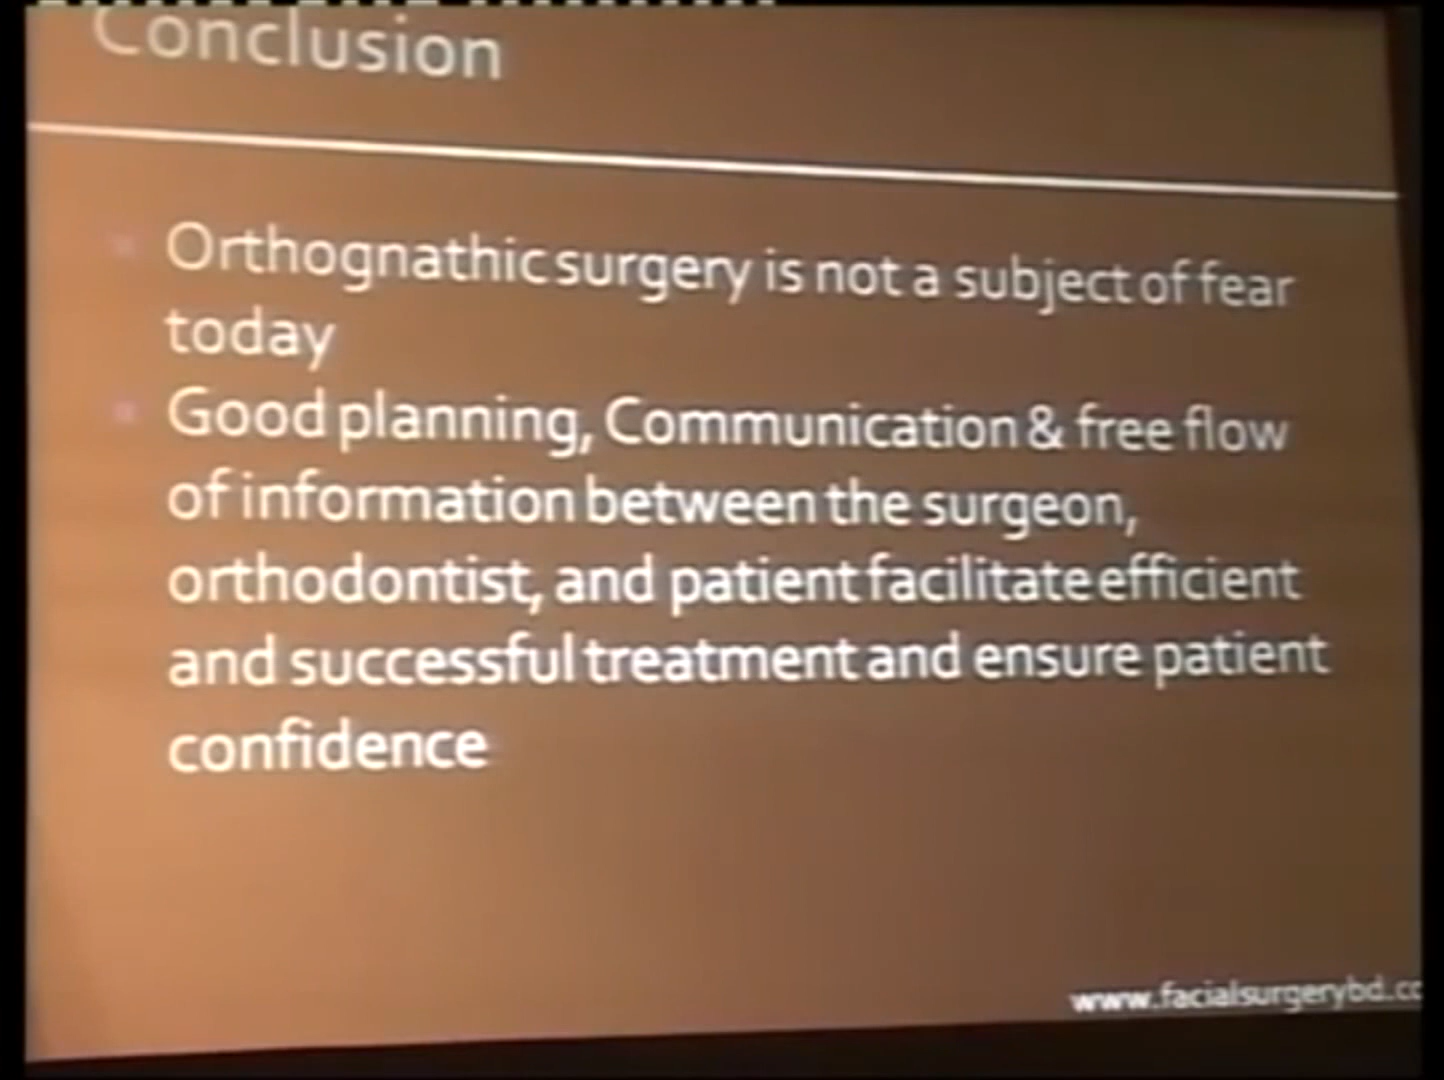 Conclusion
Orthognathic surgery is not a subject of fear
today
Good planning, Communication & free flow
of information between the surgeon,
orthodontist, and patient facilitate efficient
and successful treatment and ensure patient
confidence
www.facialsurgerybd.co